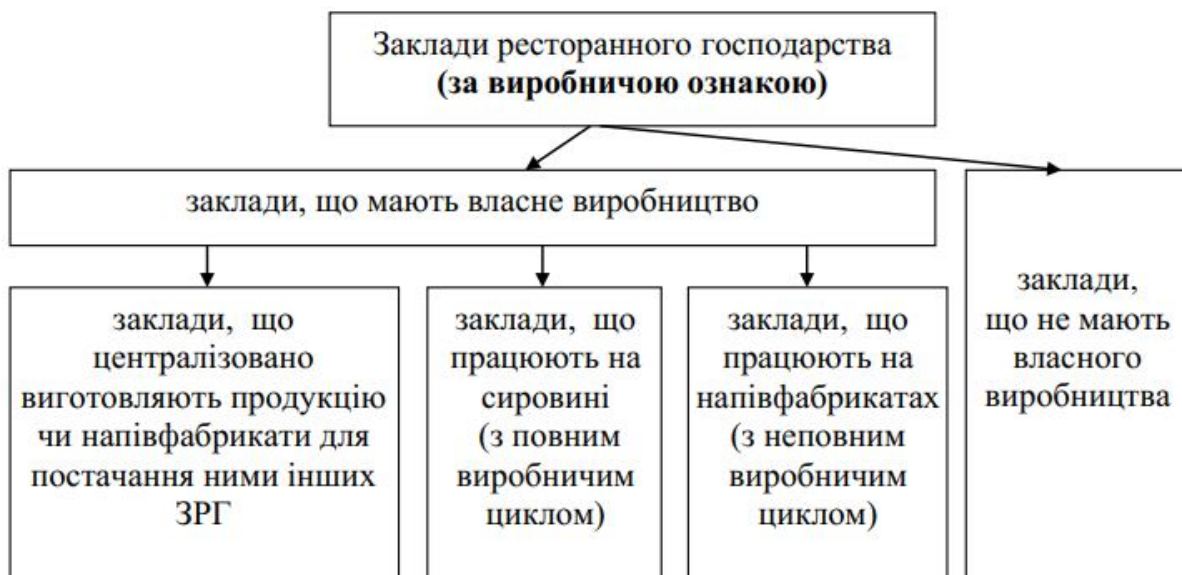 Заклади ресторанного господарства
(за виробничою ознакою)
заклади, що мають власне виробництво
заклади, що
централізовано
виготовляють продукцію
чи напівфабрикати для
постачання ними інших
ЗРГ
заклади, що
працюють на
сировині
(з повним
виробничим
циклом)
заклади, що
працюють на
напівфабрикатах
(з неповним
виробничим
циклом)
заклади,
що не мають
власного
виробництва